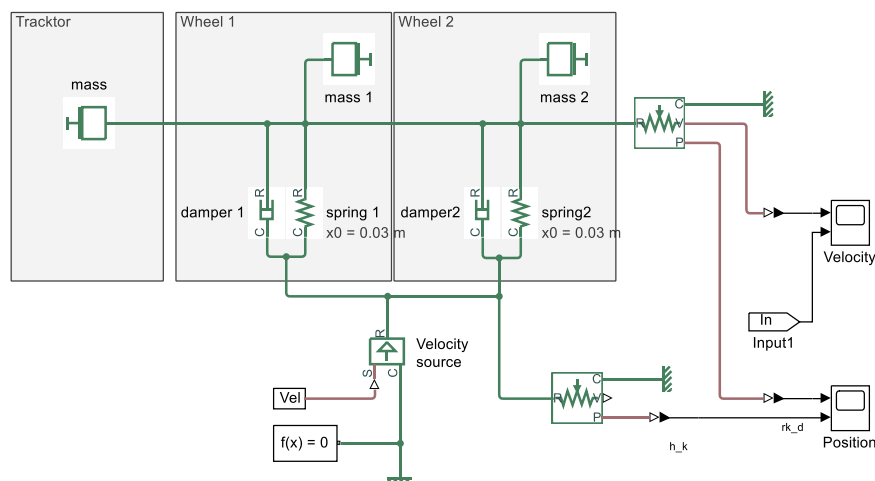 Tracktor
Wheel 1
Wheel 2
mass
mass 1
mass 2
R
C
V
P
damper 1
R
C
R
C
spring 1
x0 = 0.03 m
damper2
R
C
R
C
spring2
x0 = 0.03 m
Velocity
In
Input1
R
S
C
Velocity
source
Vel
f(x) = 0
R
C
V
P
h_k
rk_d
Position